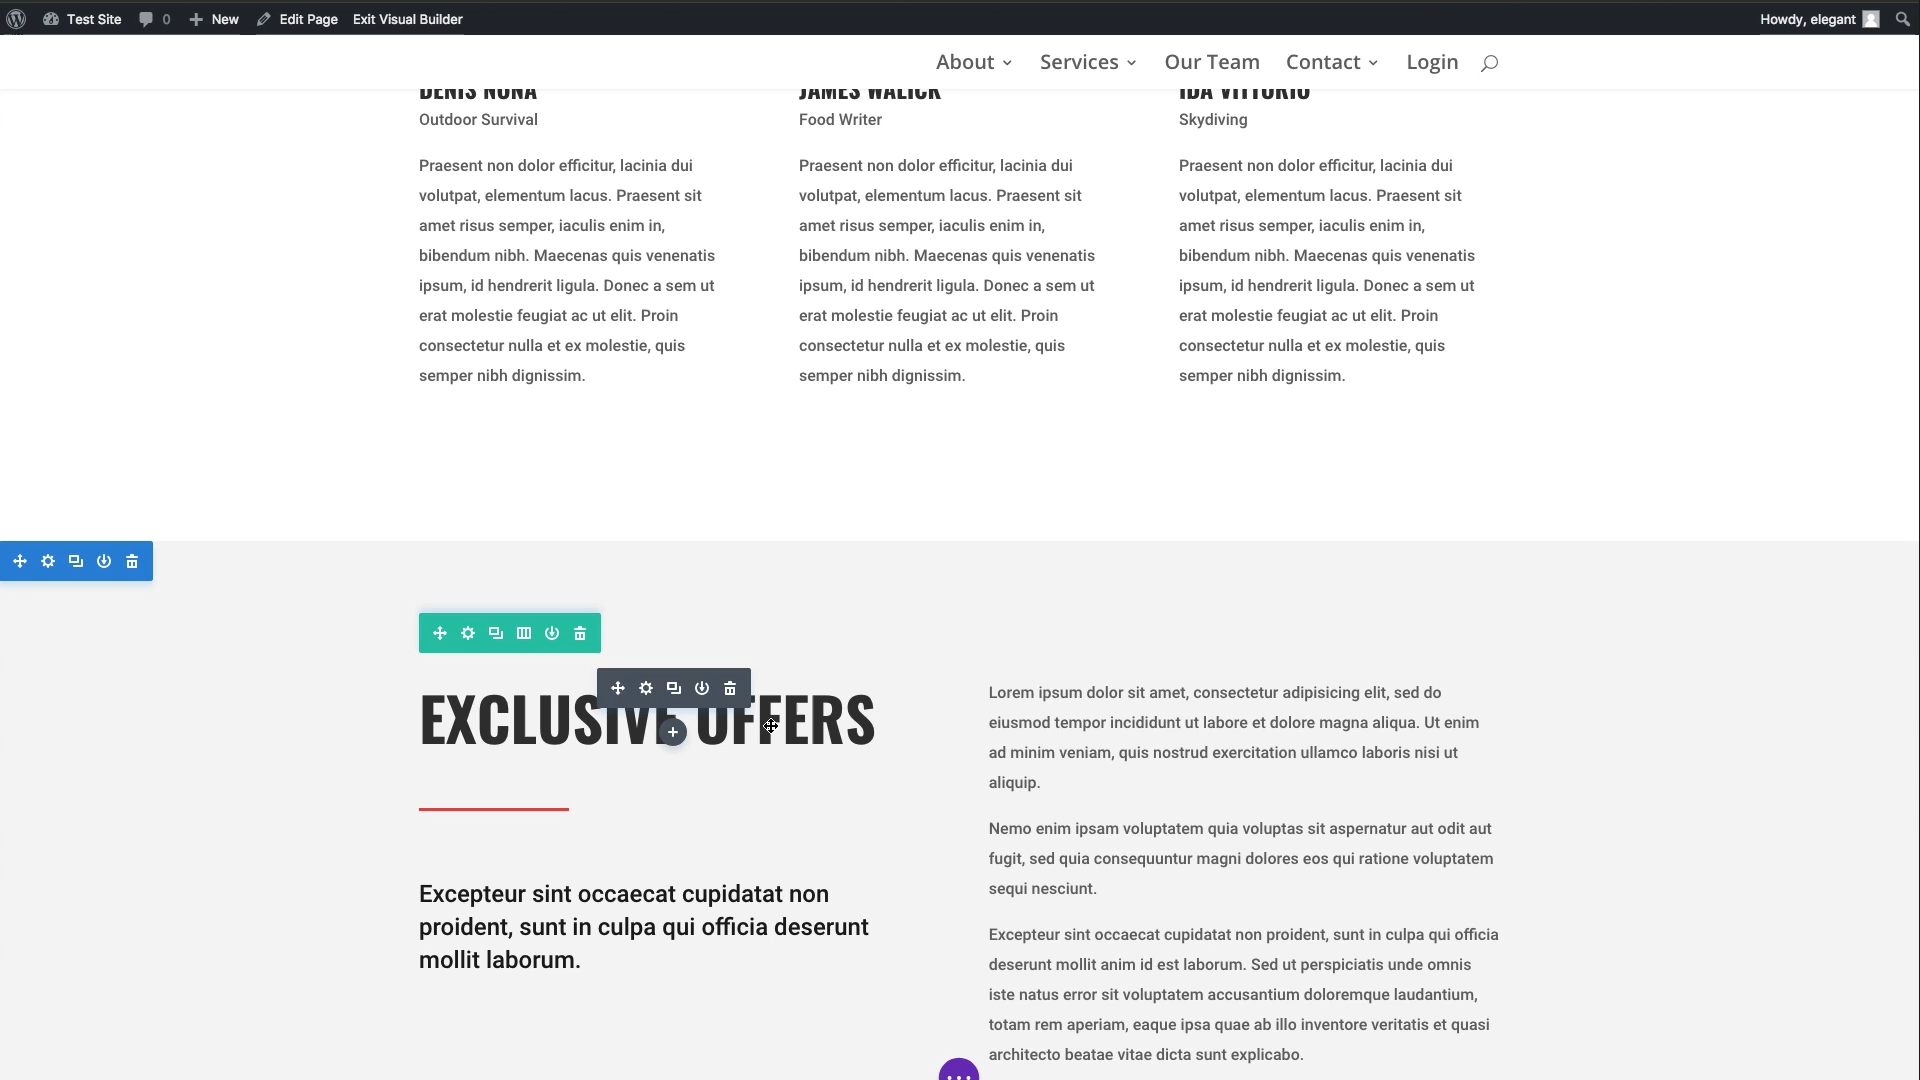 Test Site 0 New Edit Page Exit Visual Builder Howdy, elegant
About Services Our Team Contact Login
DENIS NUNA JAMES WALICK IDA VITTORIO
Outdoor Survival
Food Writer
Skydiving
Praesent non dolor efficitur, lacinia dui
volutpat, elementum lacus. Praesent sit
amet risus semper, iaculis enim in,
bibendum nibh. Maecenas quis venenatis
ipsum, id hendrerit ligula. Donec a sem ut
erat molestie feugiat ac ut elit. Proin
consectetur nulla et ex molestie, quis
semper nibh dignissim.
Praesent non dolor efficitur, lacinia dui
volutpat, elementum lacus. Praesent sit
amet risus semper, iaculis enim in,
bibendum nibh. Maecenas quis venenatis
ipsum, id hendrerit ligula. Donec a sem ut
erat molestie feugiat ac ut elit. Proin
consectetur nulla et ex molestie, quis
semper nibh dignissim.
Praesent non dolor efficitur, lacinia dui
volutpat, elementum lacus. Praesent sit
amet risus semper, iaculis enim in,
bibendum nibh. Maecenas quis venenatis
ipsum, id hendrerit ligula. Donec a sem ut
erat molestie feugiat ac ut elit. Proin
consectetur nulla et ex molestie, quis
semper nibh dignissim.
EXCLUSIVE OFFERS
Excepteur sint occaecat cupidatat non
proident, sunt in culpa qui officia deserunt
mollit laborum.
Lorem ipsum dolor sit amet, consectetur adipisicing elit, sed do
eiusmod tempor incididunt ut labore et dolore magna aliqua. Ut enim
ad minim veniam, quis nostrud exercitation ullamco laboris nisi ut
aliquip.
Nemo enim ipsam voluptatem quia voluptas sit aspernatur aut odit aut
fugit, sed quia consequuntur magni dolores eos qui ratione voluptatem
sequi nesciunt.
Excepteur sint occaecat cupidatat non proident, sunt in culpa qui officia
deserunt mollit anim id est laborum. Sed ut perspiciatis unde omnis
iste natus error sit voluptatem accusantium doloremque laudantium,
totam rem aperiam, eaque ipsa quae ab illo inventore veritatis et quasi
architecto beatae vitae dicta sunt explicabo.